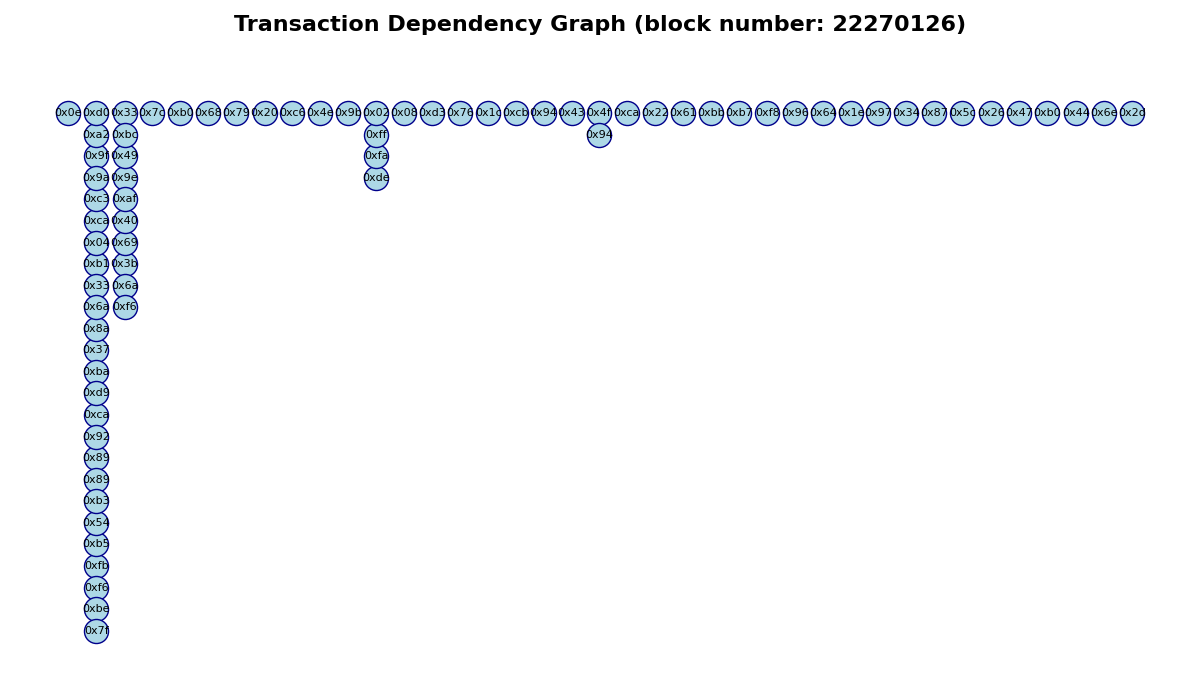 Transaction Dependency Graph (block number: 22270126)
0x0e 0xd0 0x33 0x7c 0xb0 0x68 0x79 0x20 0xc6 0x4e 0x9b 0x02 0x08 0xd3 0x76 0x1c 0xcb 0x94 0x43 0x4f 0xca 0x22 0x61 0xbb 0xb7 0xf8 0x96 0x64 0x1e 0x97 0x34 0x87 0x5c 0x26 0x47 0xb0 0x44 0x6e 0x2d
0xa2 0xbc 0xff 0x94
0x9f 0x49 0xfa
0x9a 0x9e 0xde
0xc3 0xaf
0xca 0x40
0x04 0x69
0xb1 0x3b
0x33 0x6a
0x6a 0xf6
0x8a
0x37
0xba
0xd9
0xca
0x92
0x89
0x89
0xb3
0x54
0xb5
0xfb
0xf6
0xbe
0x7f